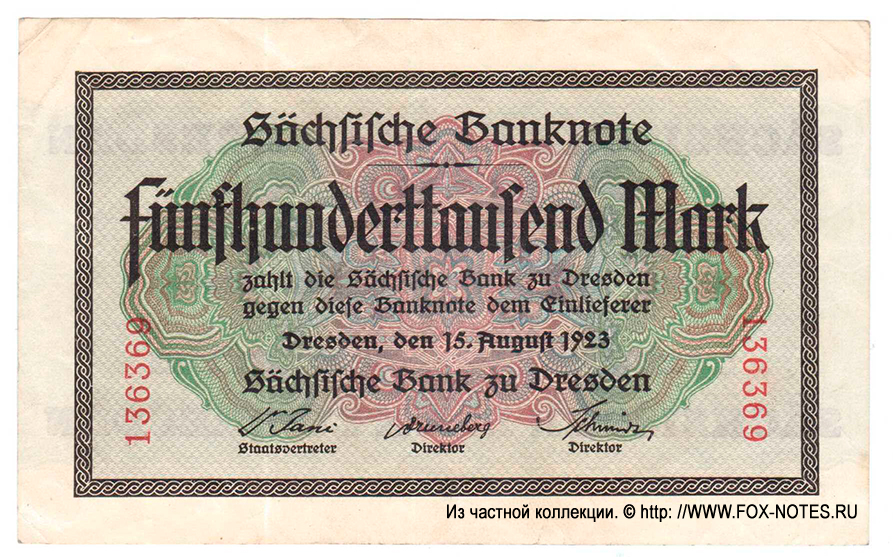 Sächsische Banknote
Fünfhunderttausend Mark
zahlt die Sächsische Bank zu Dresden
gegen diese Banknote dem Einlieferer
Dresden, den 15. August 1923
Sächsische Bank zu Dresden
136369
136369
Staatsvertreter Direktor Direktor
Из частной коллекции. © http: //WWW.FOX-NOTES.РУ